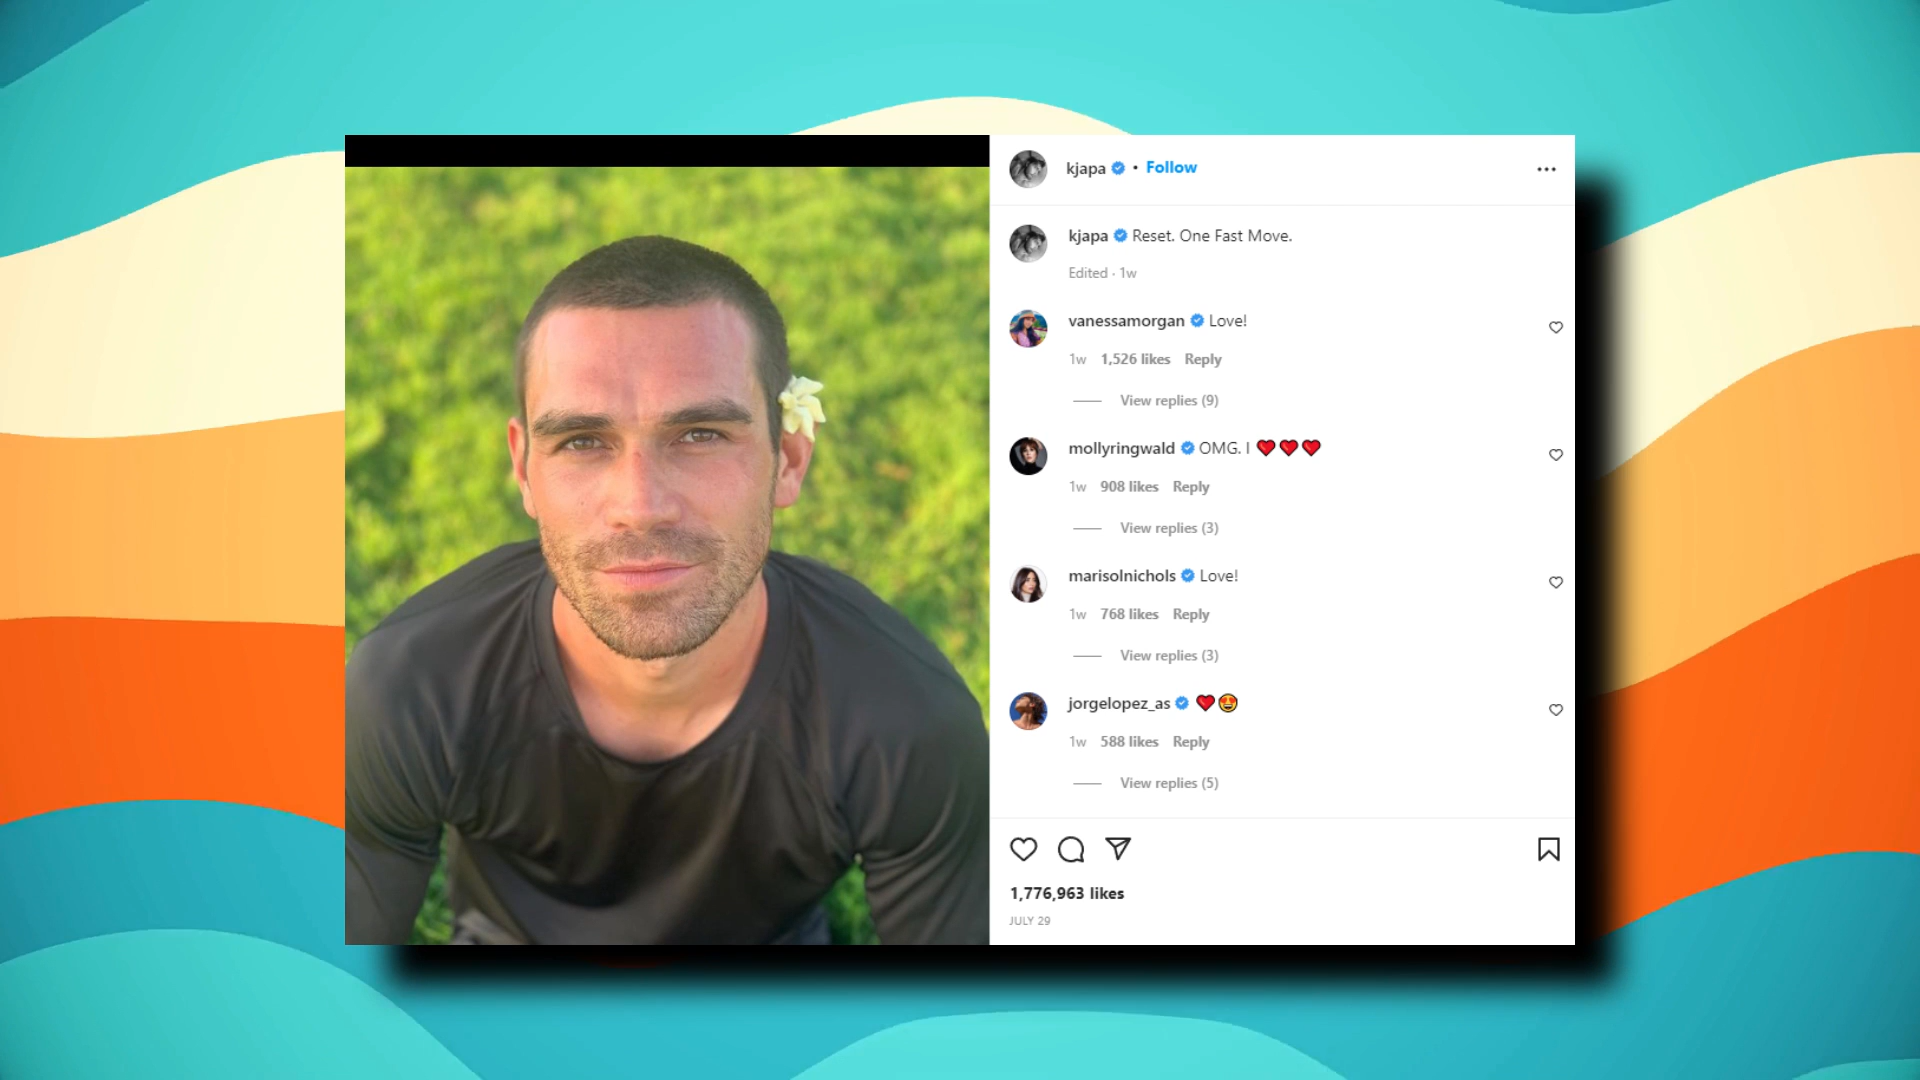 kjapa • Follow
kjapa Reset. One Fast Move.
Edited · 1w
vanessamorgan Love!
1w 1,526 likes Reply
View replies (9)
mollyringwald OMG. I ❤️❤️❤️
1w 908 likes Reply
View replies (3)
marisolnichols Love!
1w 768 likes Reply
View replies (3)
jorgelopez_as ❤️😍
1w 588 likes Reply
View replies (5)
1,776,963 likes
JULY 29